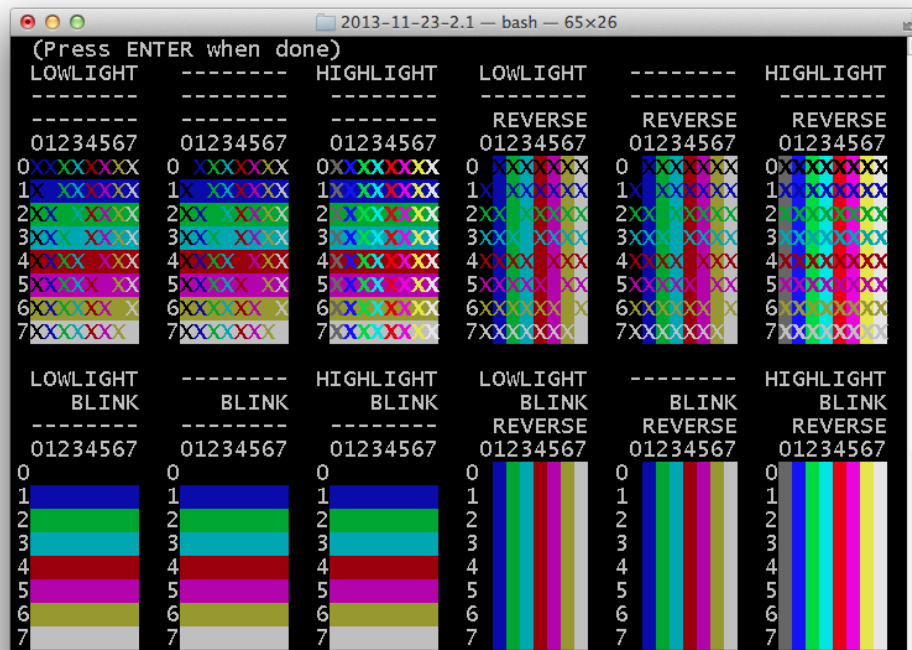 2013-11-23-2.1 — bash — 65×26
(Press ENTER when done)
LOWLIGHT -------- HIGHLIGHT LOWLIGHT -------- HIGHLIGHT
-------- -------- -------- -------- -------- --------
-------- -------- -------- REVERSE REVERSE REVERSE
01234567 01234567 01234567 01234567 01234567 01234567
0 XXXXXXX 0 XXXXXXX 0XXXXXXXX 0 XXXXXXX 0 XXXXXXX 0XXXXXXXX
1X XXXXXX 1X XXXXXX 1XXXXXXXX 1X XXXXXX 1X XXXXXX 1XXXXXXXX
2XX XXXXX 2XX XXXXX 2XXXXXXXX 2XX XXXXX 2XX XXXXX 2XXXXXXXX
3XXX XXXX 3XXX XXXX 3XXXXXXXX 3XXX XXXX 3XXX XXXX 3XXXXXXXX
4XXXX XXX 4XXXX XXX 4XXXXXXXX 4XXXX XXX 4XXXX XXX 4XXXXXXXX
5XXXXX XX 5XXXXX XX 5XXXXXXXX 5XXXXX XX 5XXXXX XX 5XXXXXXXX
6XXXXXX X 6XXXXXX X 6XXXXXXXX 6XXXXXX X 6XXXXXX X 6XXXXXXXX
7XXXXXXX 7XXXXXXX 7XXXXXXXX 7XXXXXXX 7XXXXXXX 7XXXXXXXX
LOWLIGHT -------- HIGHLIGHT LOWLIGHT -------- HIGHLIGHT
BLINK BLINK BLINK BLINK BLINK BLINK
-------- -------- -------- REVERSE REVERSE REVERSE
01234567 01234567 01234567 01234567 01234567 01234567
0 0 0 0 0 0
1 1 1 1 1 1
2 2 2 2 2 2
3 3 3 3 3 3
4 4 4 4 4 4
5 5 5 5 5 5
6 6 6 6 6 6
7 7 7 7 7 7